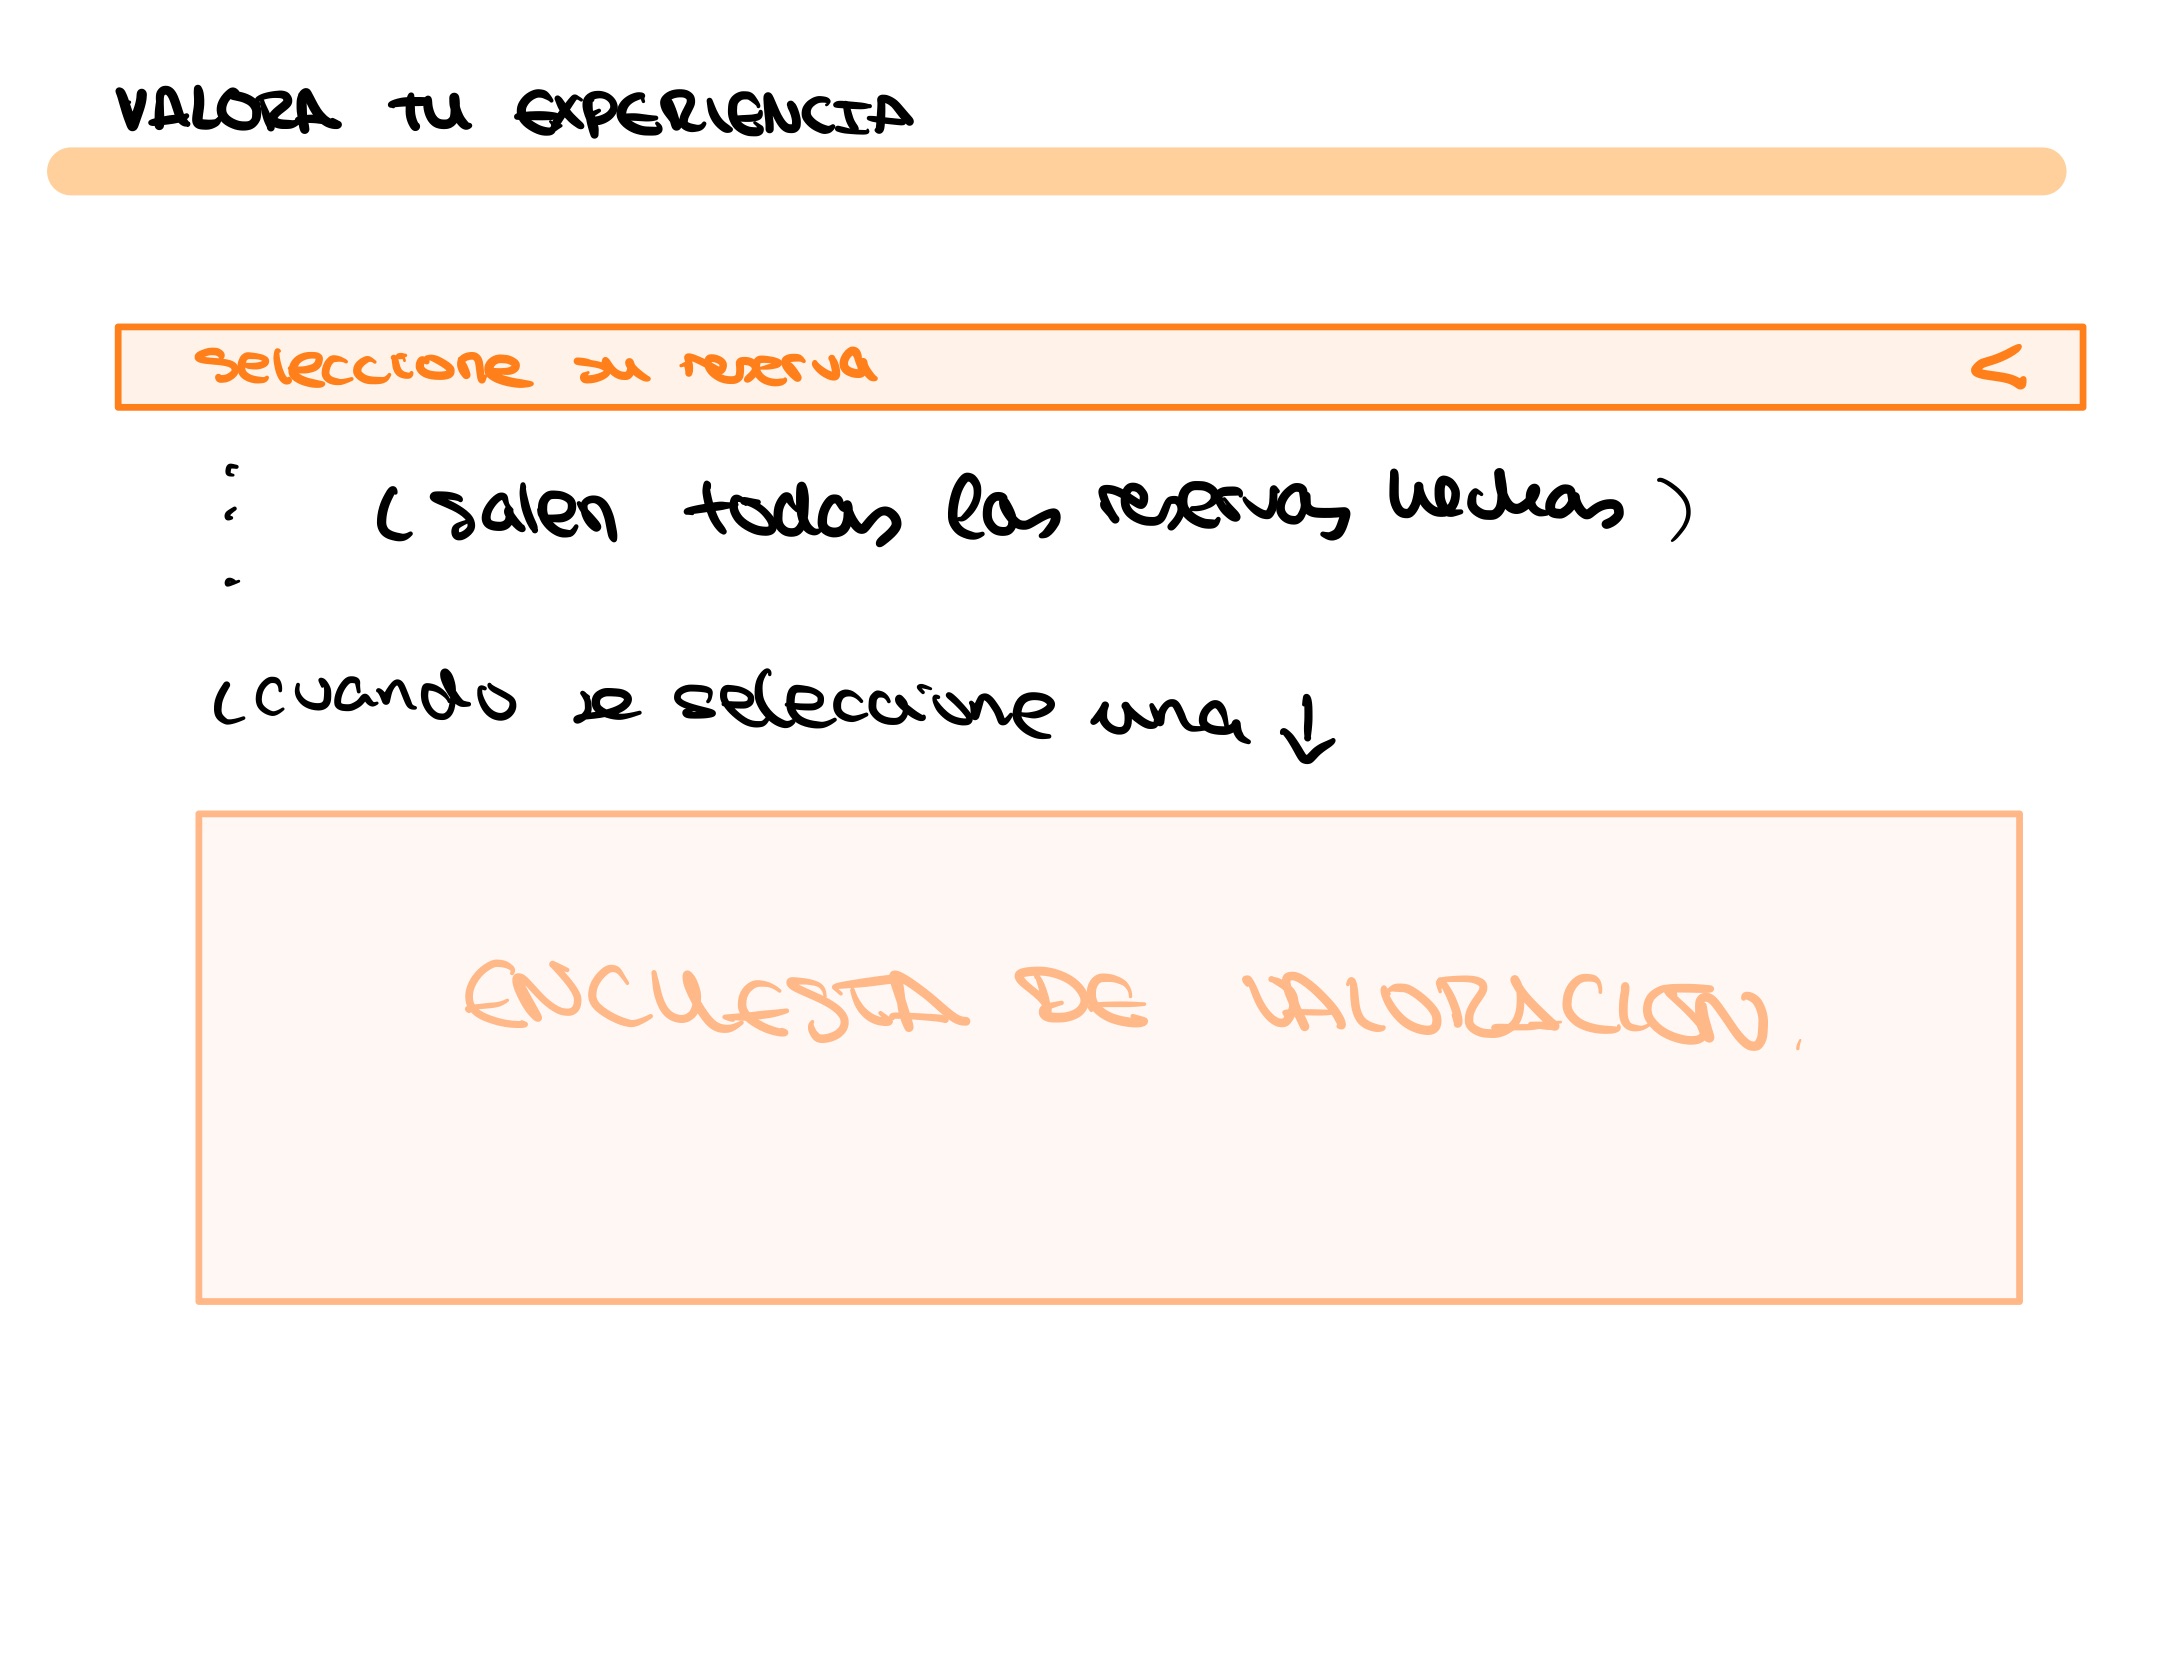 VALORA TU EXPERIENCIA
Seleccione su reserva
(salen todas las reservas hechas)
(cuando se seleccione una ↓
ENCUESTA DE VALORACION.